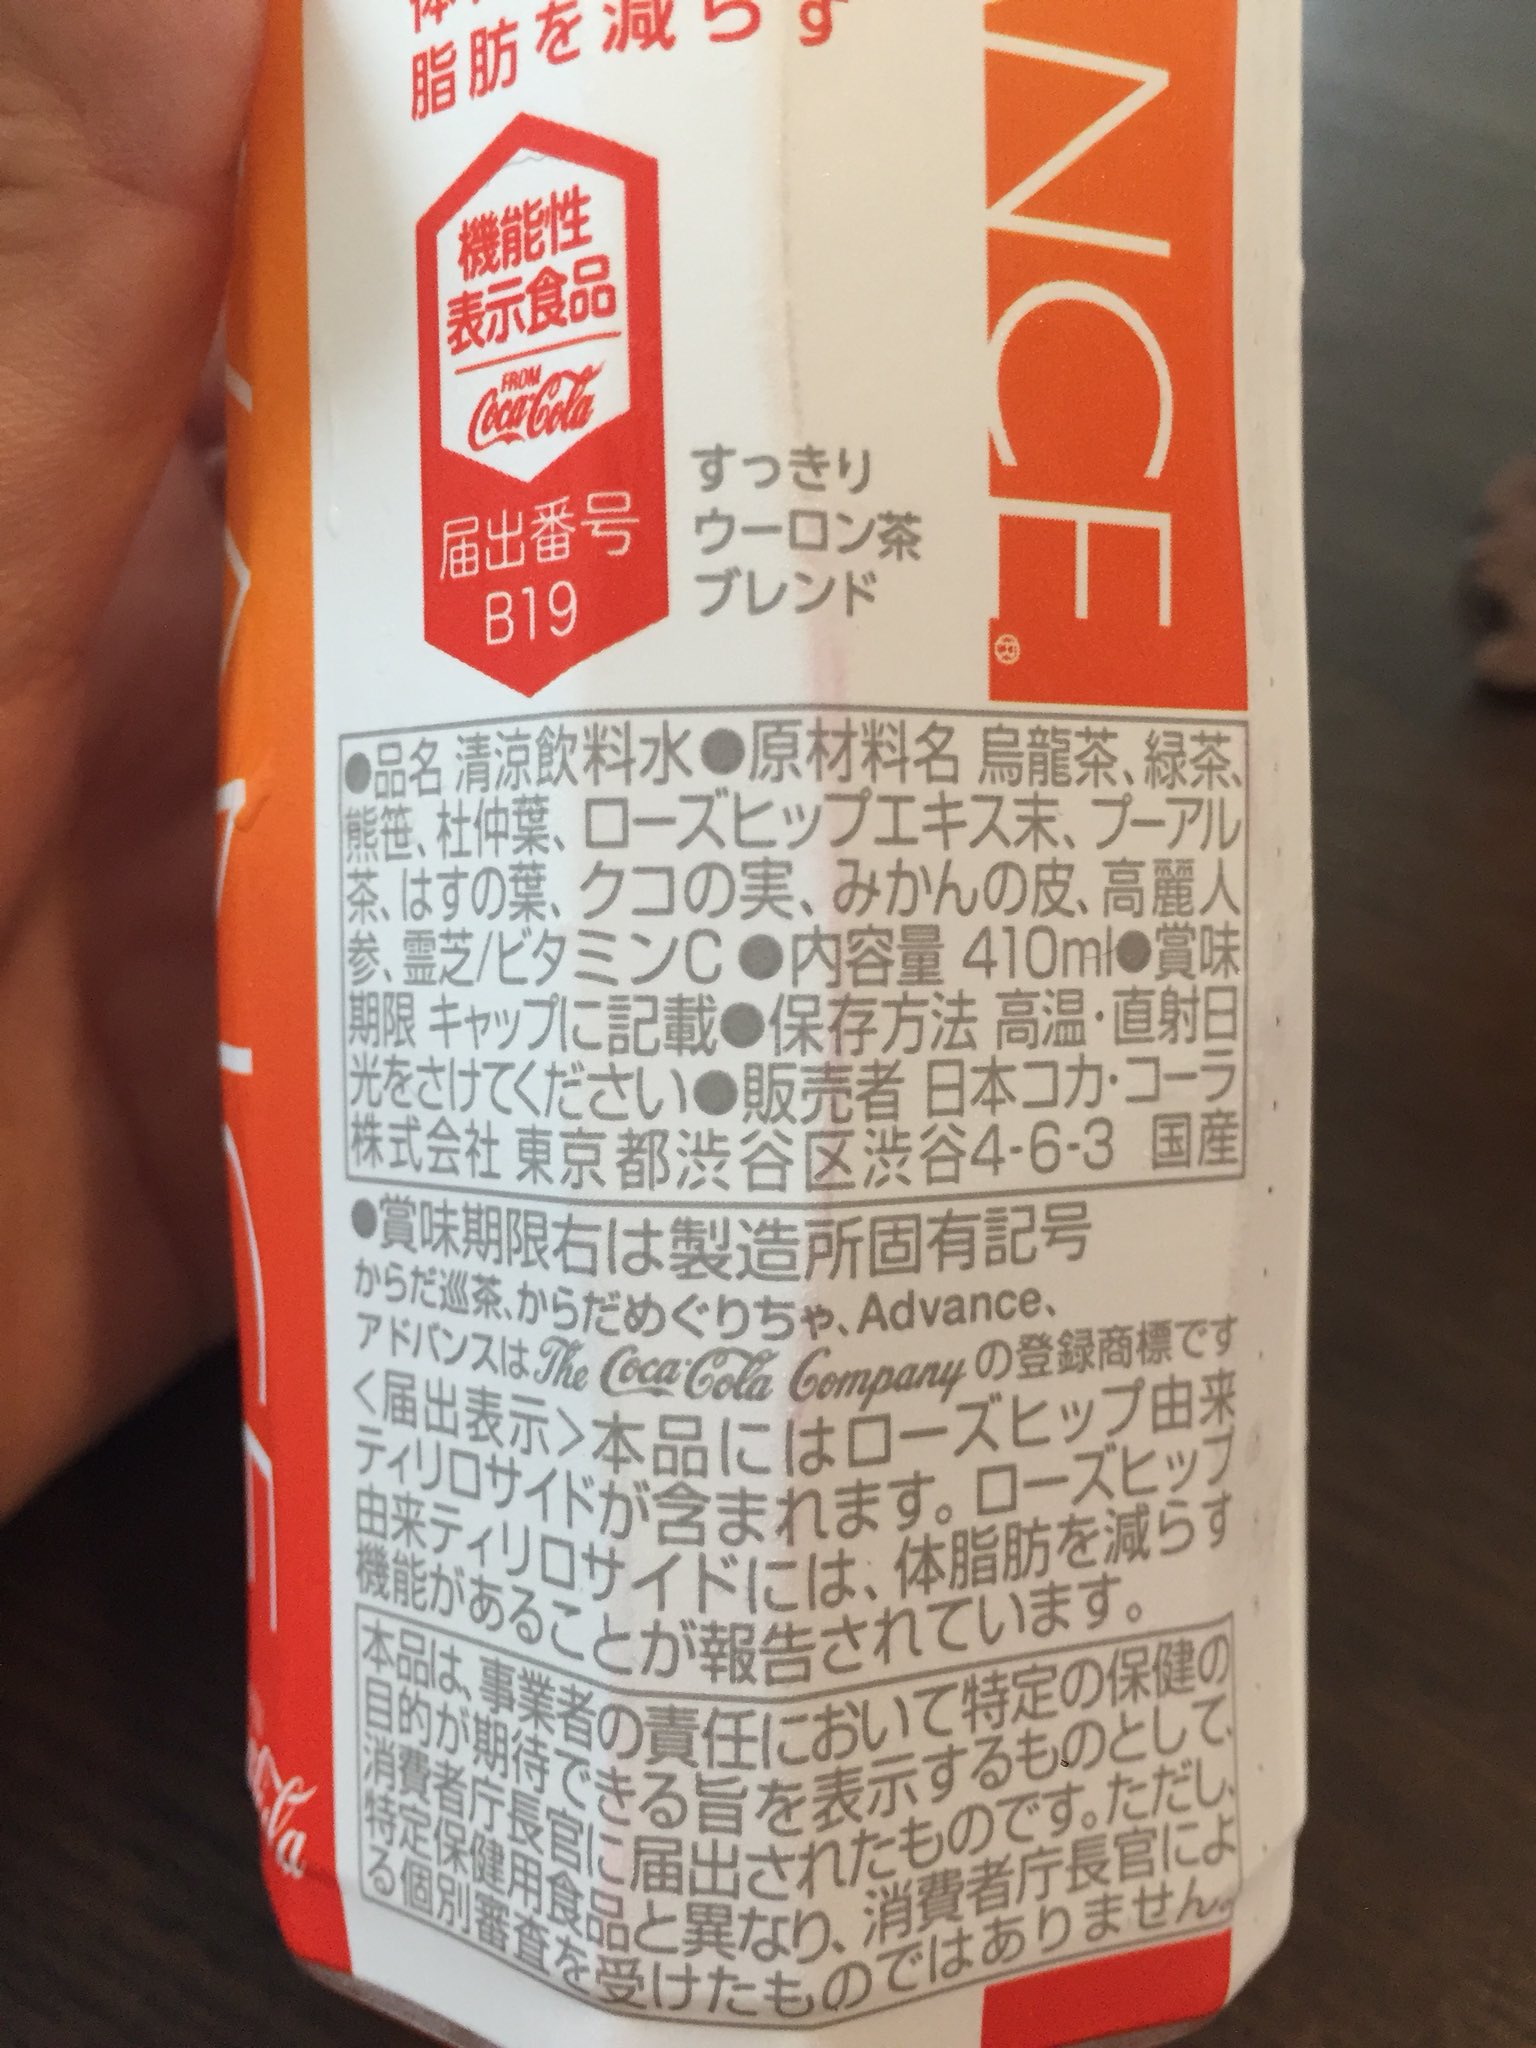 脂肪を減らす
機能性
表示食品
FROM
Coca-Cola
届出番号
B19
すっきり
ウーロン茶
ブレンド
NCE
®
●品名 清涼飲料水●原材料名 烏龍茶、緑茶、
熊笹、杜仲葉、ローズヒップエキス末、プーアル
茶、はすの葉、クコの実、みかんの皮、高麗人
参、霊芝/ビタミンC ●内容量 410ml●賞味
期限 キャップに記載●保存方法 高温・直射日
光をさけてください●販売者 日本コカ・コーラ
株式会社 東京都渋谷区渋谷4-6-3 国産
●賞味期限右は製造所固有記号
からだ巡茶、からだめぐりちゃ、Advance、
アドバンスはThe Coca-Cola Companyの登録商標です
<届出表示>本品にはローズヒップ由来
ティリロサイドが含まれます。ローズヒップ
由来ティリロサイドには、体脂肪を減らす
機能があることが報告されています。
本品は、事業者の責任において特定の保健の
目的が期待できる旨を表示するものとして、
消費者庁長官に届出されたものです。ただし、
特定保健用食品と異なり、消費者庁長官によ
る個別審査を受けたものではありません。